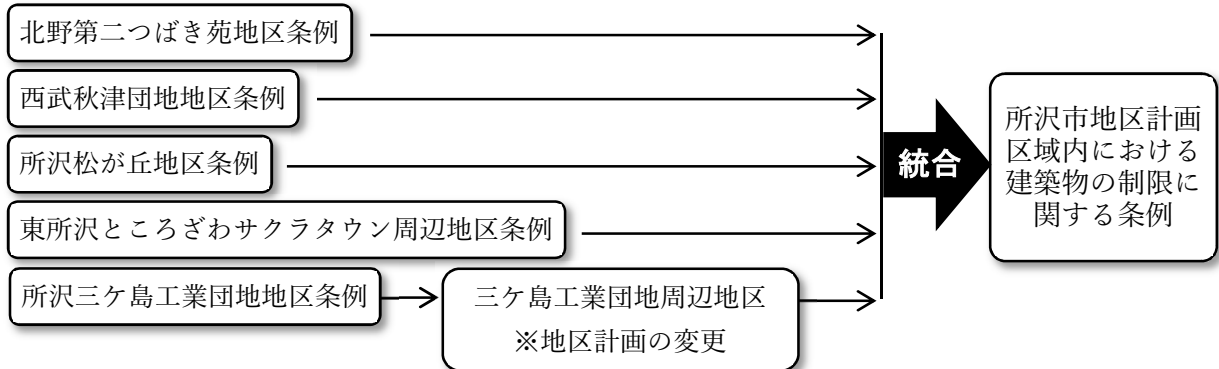 北野第二つばき苑地区条例
西武秋津団地地区条例
所沢松が丘地区条例
東所沢ところざわサクラタウン周辺地区条例
所沢三ケ島工業団地地区条例
三ケ島工業団地周辺地区
※地区計画の変更
統合
所沢市地区計画
区域内における
建築物の制限に
関する条例